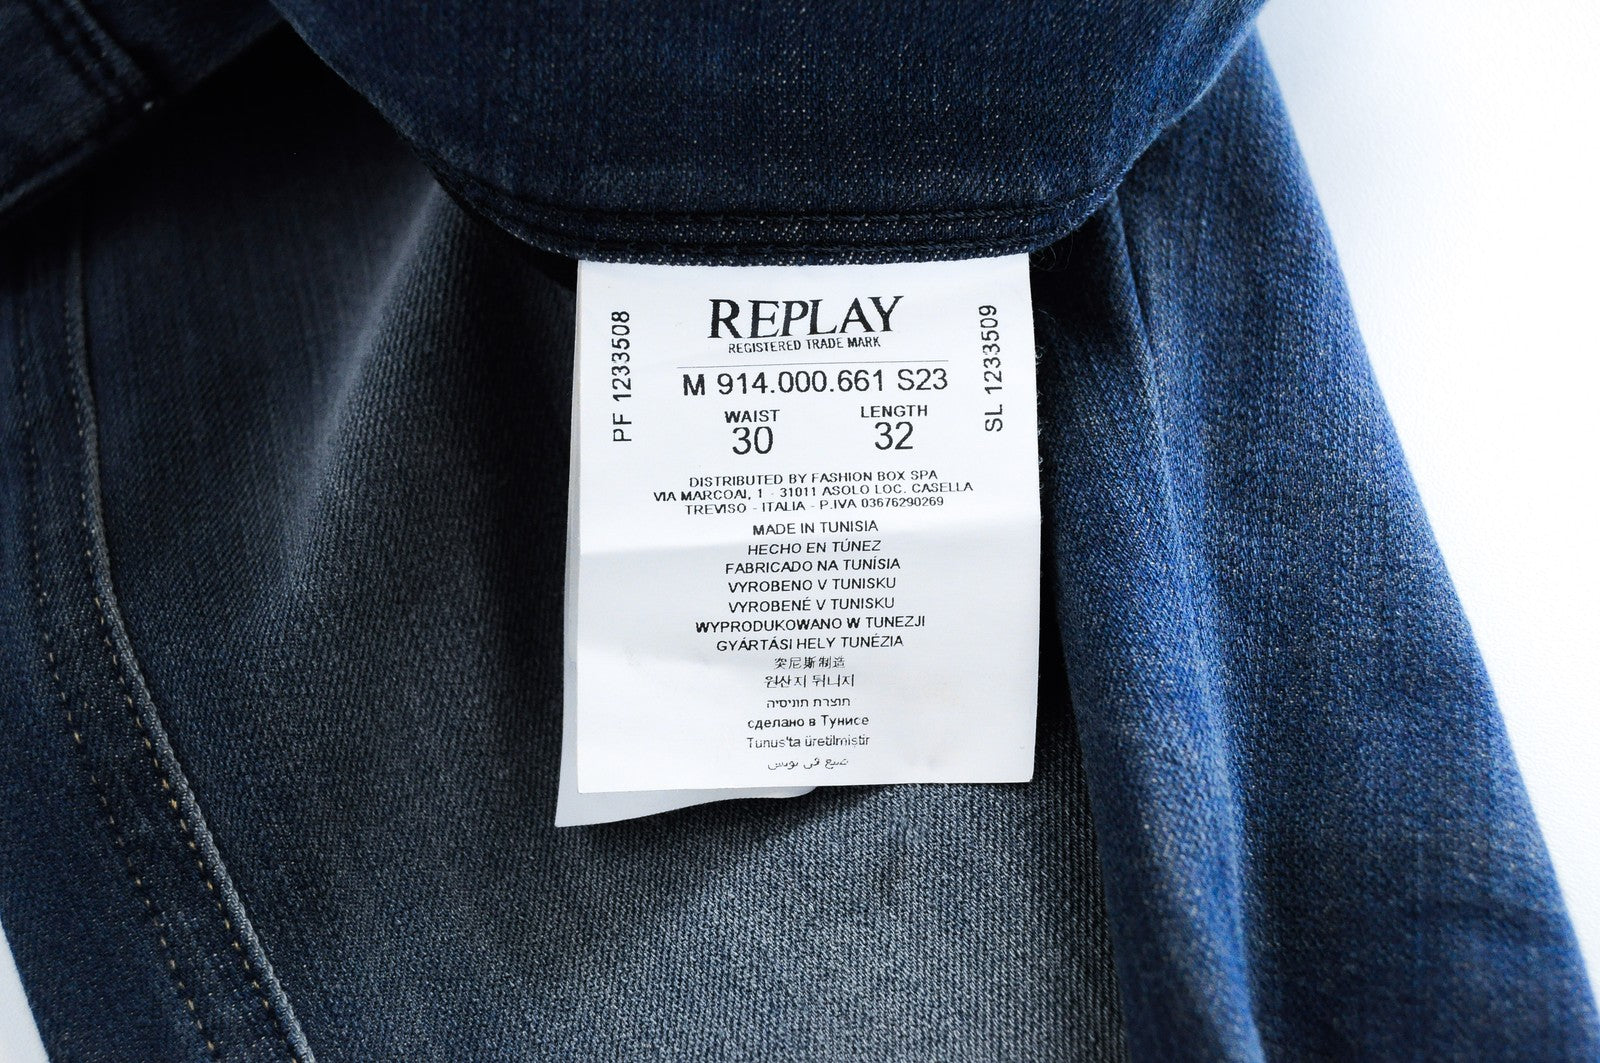 REPLAY
REGISTERED TRADE MARK
PF 1233508
SL 1233509
M 914.000.661 S23
WAIST LENGTH
30 32
DISTRIBUTED BY FASHION BOX SPA
VIA MARCOAI, 1 - 31011 ASOLO LOC. CASELLA
TREVISO - ITALIA - P.IVA 03676290269
MADE IN TUNISIA
HECHO EN TÚNEZ
FABRICADO NA TUNÍSIA
VYROBENO V TUNISKU
VYROBENÉ V TUNISKU
WYPRODUKOWANO W TUNEZJI
GYÁRTÁSI HELY TUNÉZIA
突尼斯制造
원산지 튀니지
תוצרת תוניסיה
сделано в Тунисе
Tunus'ta üretilmistir
صنع في تونس